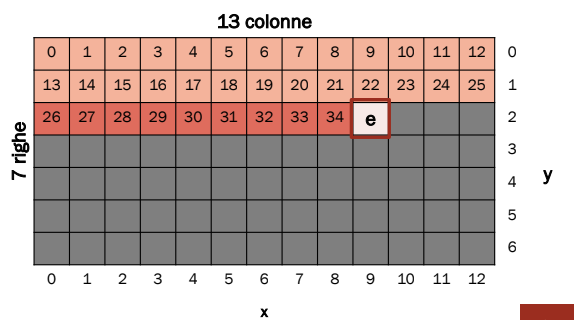 13 colonne
0 1 2 3 4 5 6 7 8 9 10 11 12 0
13 14 15 16 17 18 19 20 21 22 23 24 25 1
26 27 28 29 30 31 32 33 34 e 2
3
4
5
6
7 righe
y
0 1 2 3 4 5 6 7 8 9 10 11 12
x